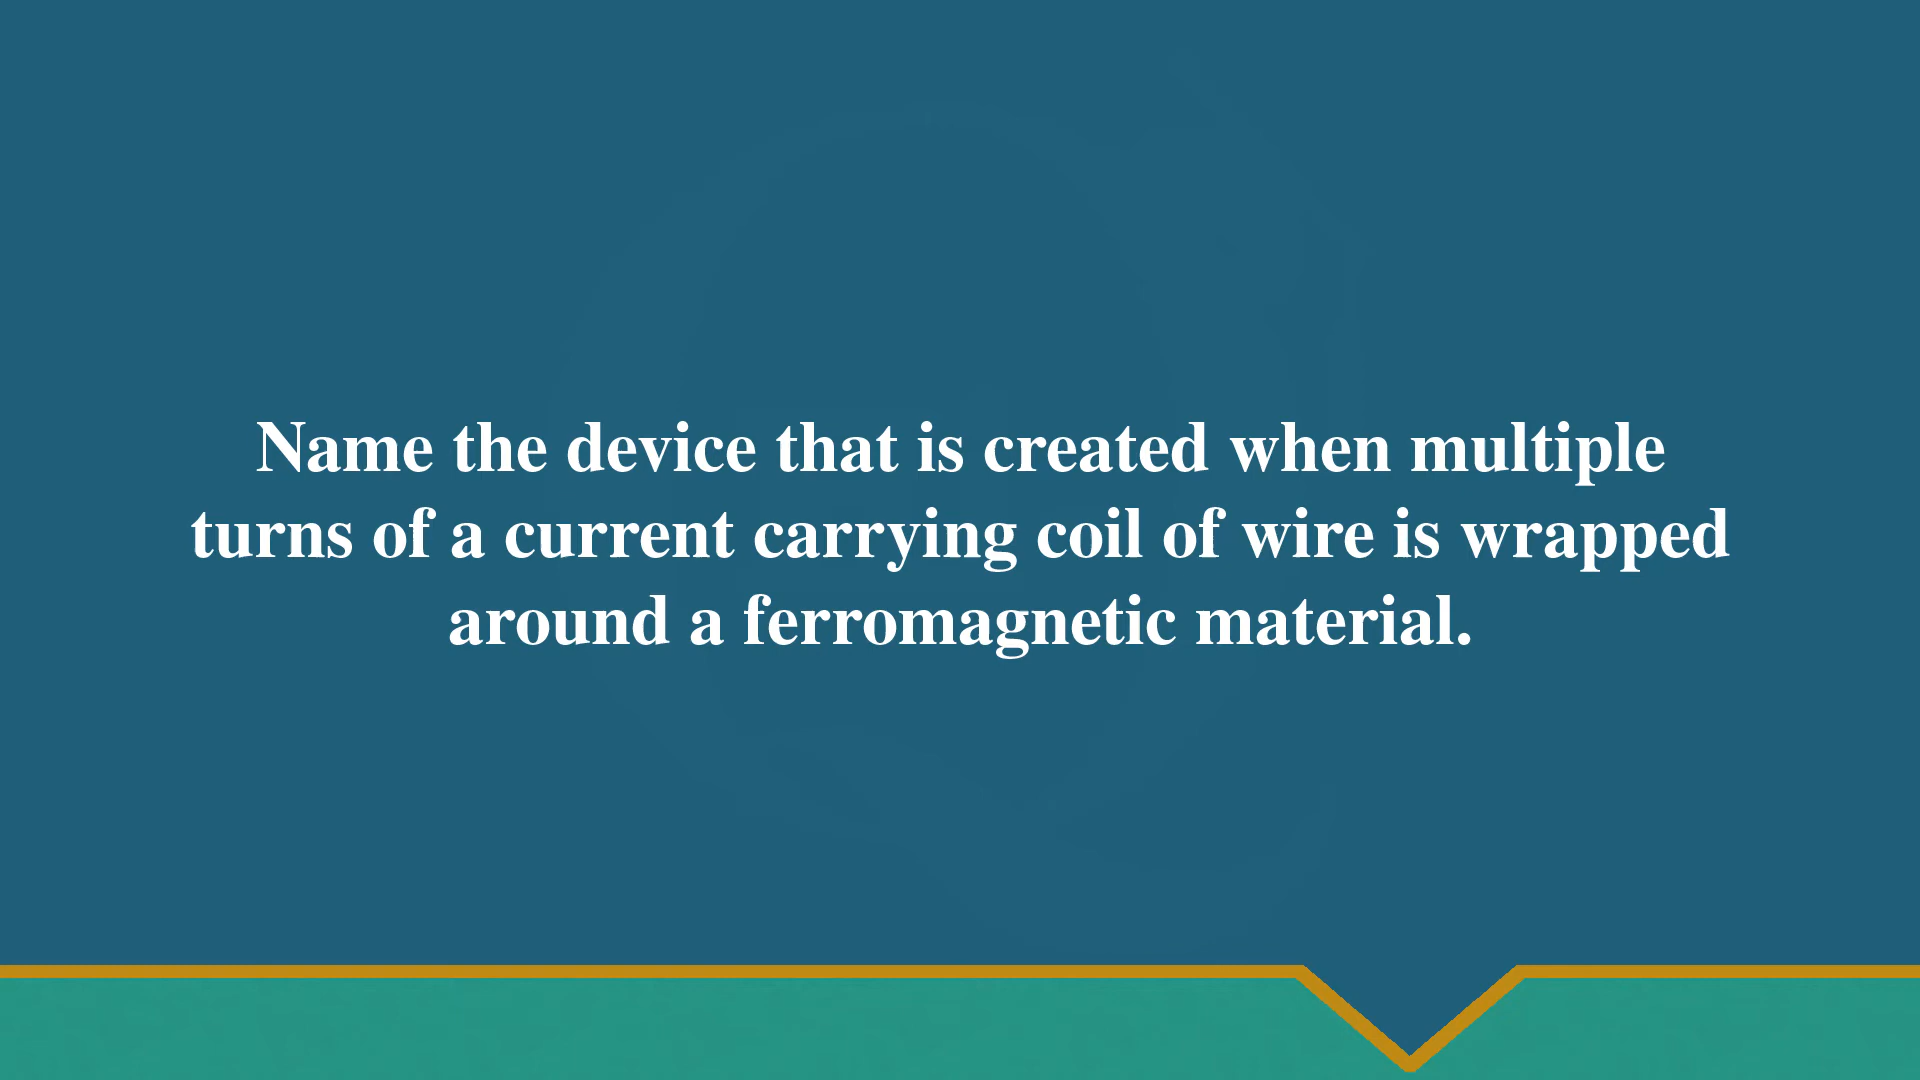 Name the device that is created when multiple
turns of a current carrying coil of wire is wrapped
around a ferromagnetic material.